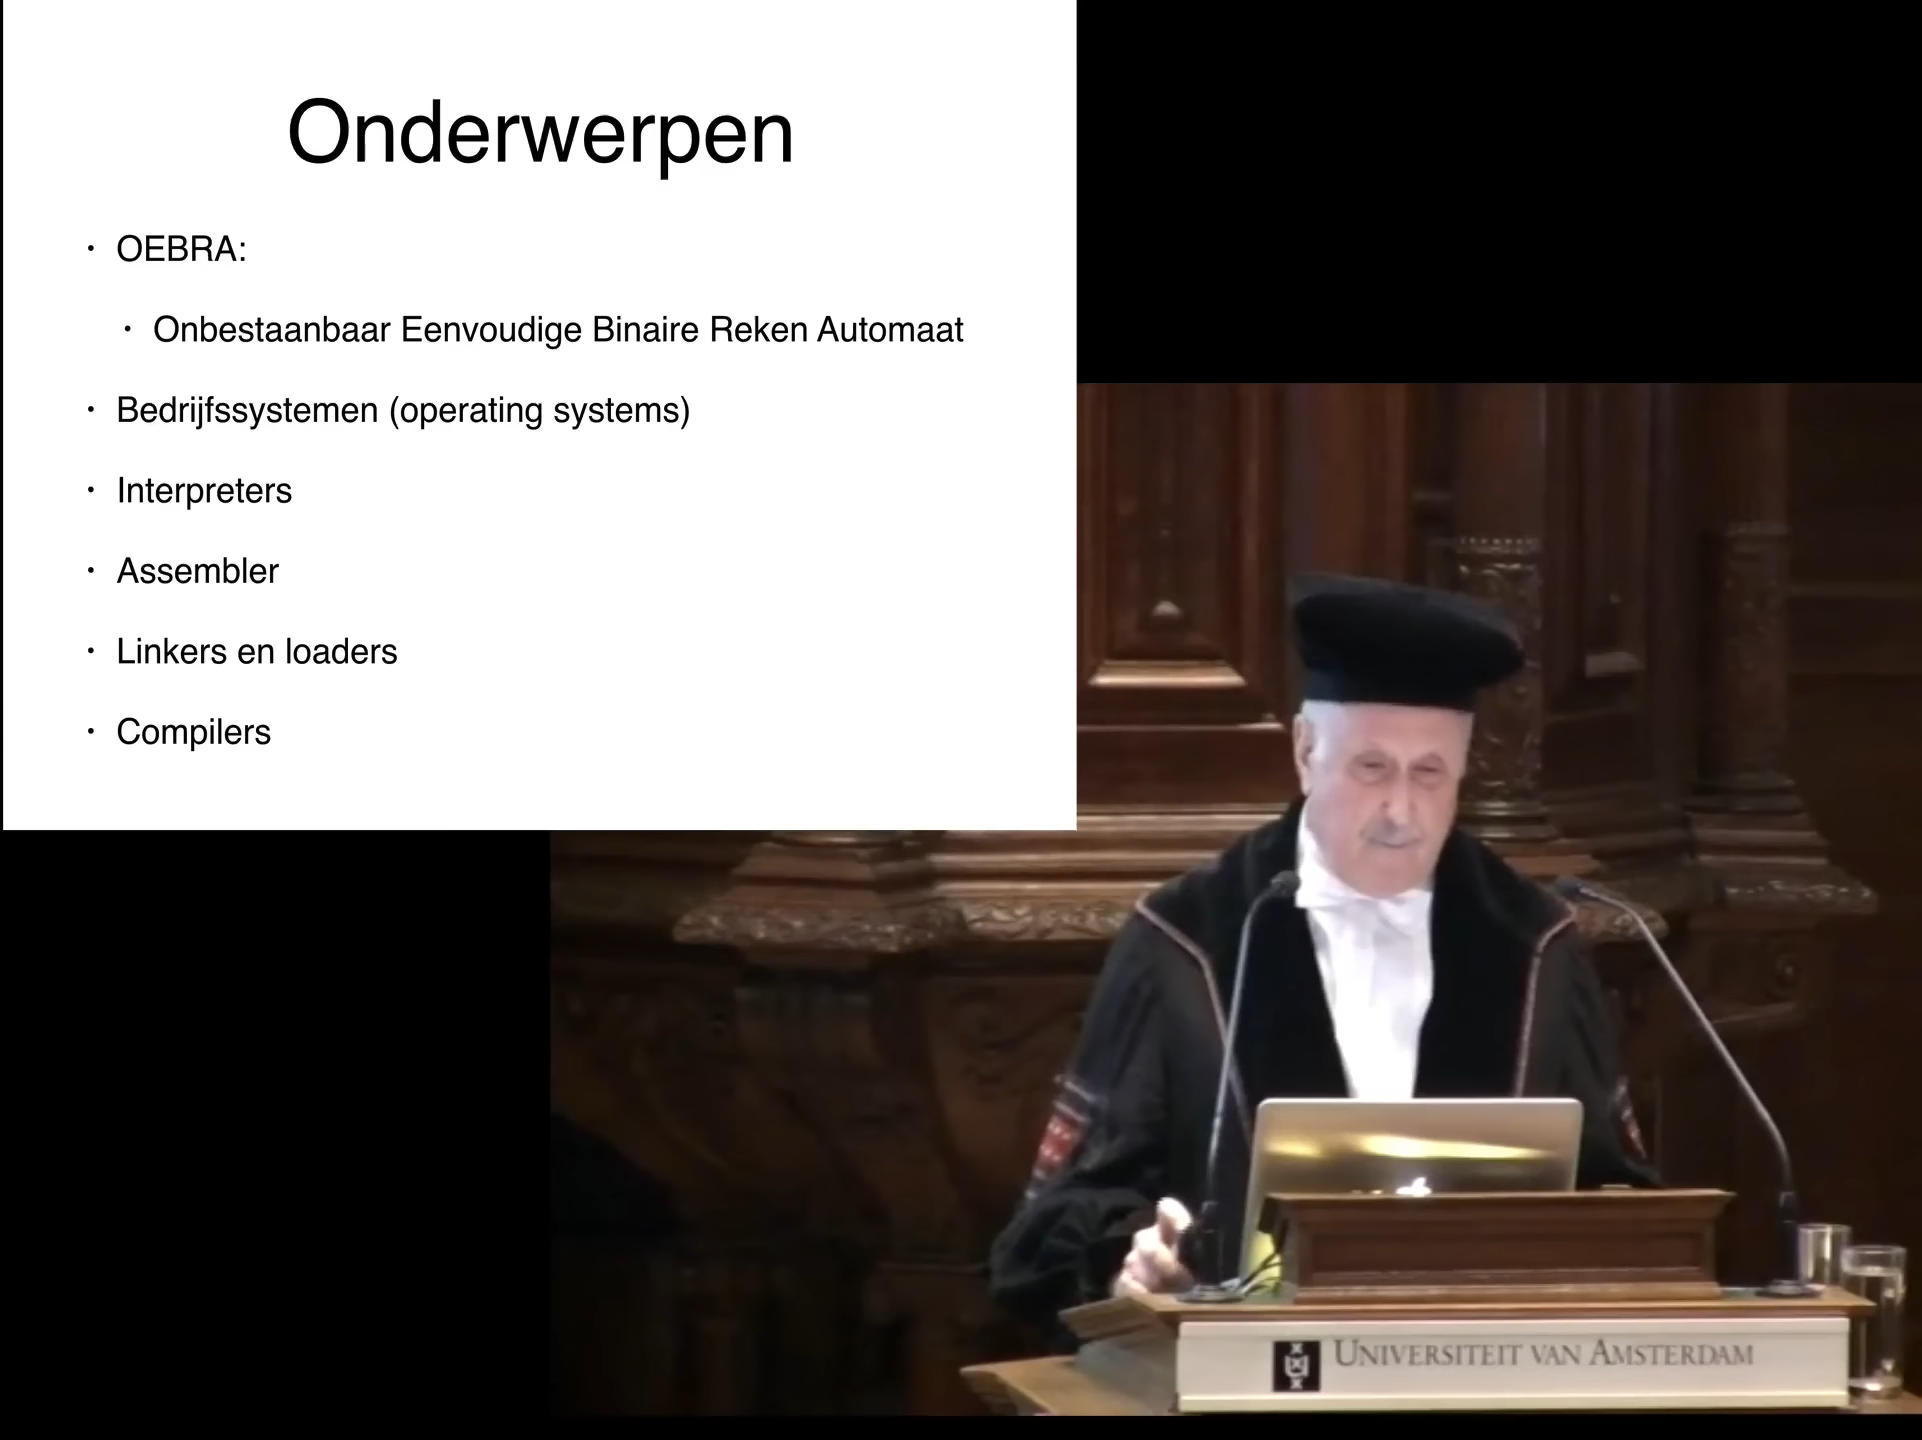 Onderwerpen
• OEBRA:
• Onbestaanbaar Eenvoudige Binaire Reken Automaat
• Bedrijfssystemen (operating systems)
• Interpreters
• Assembler
• Linkers en loaders
• Compilers
UNIVERSITEIT VAN AMSTERDAM